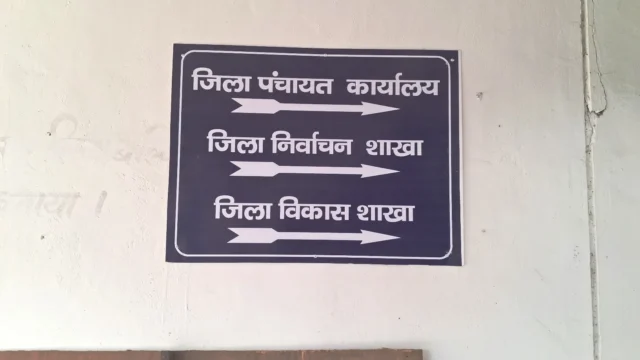 जिला पंचायत कार्यालय
जिला निर्वाचन शाखा
जिला विकास शाखा